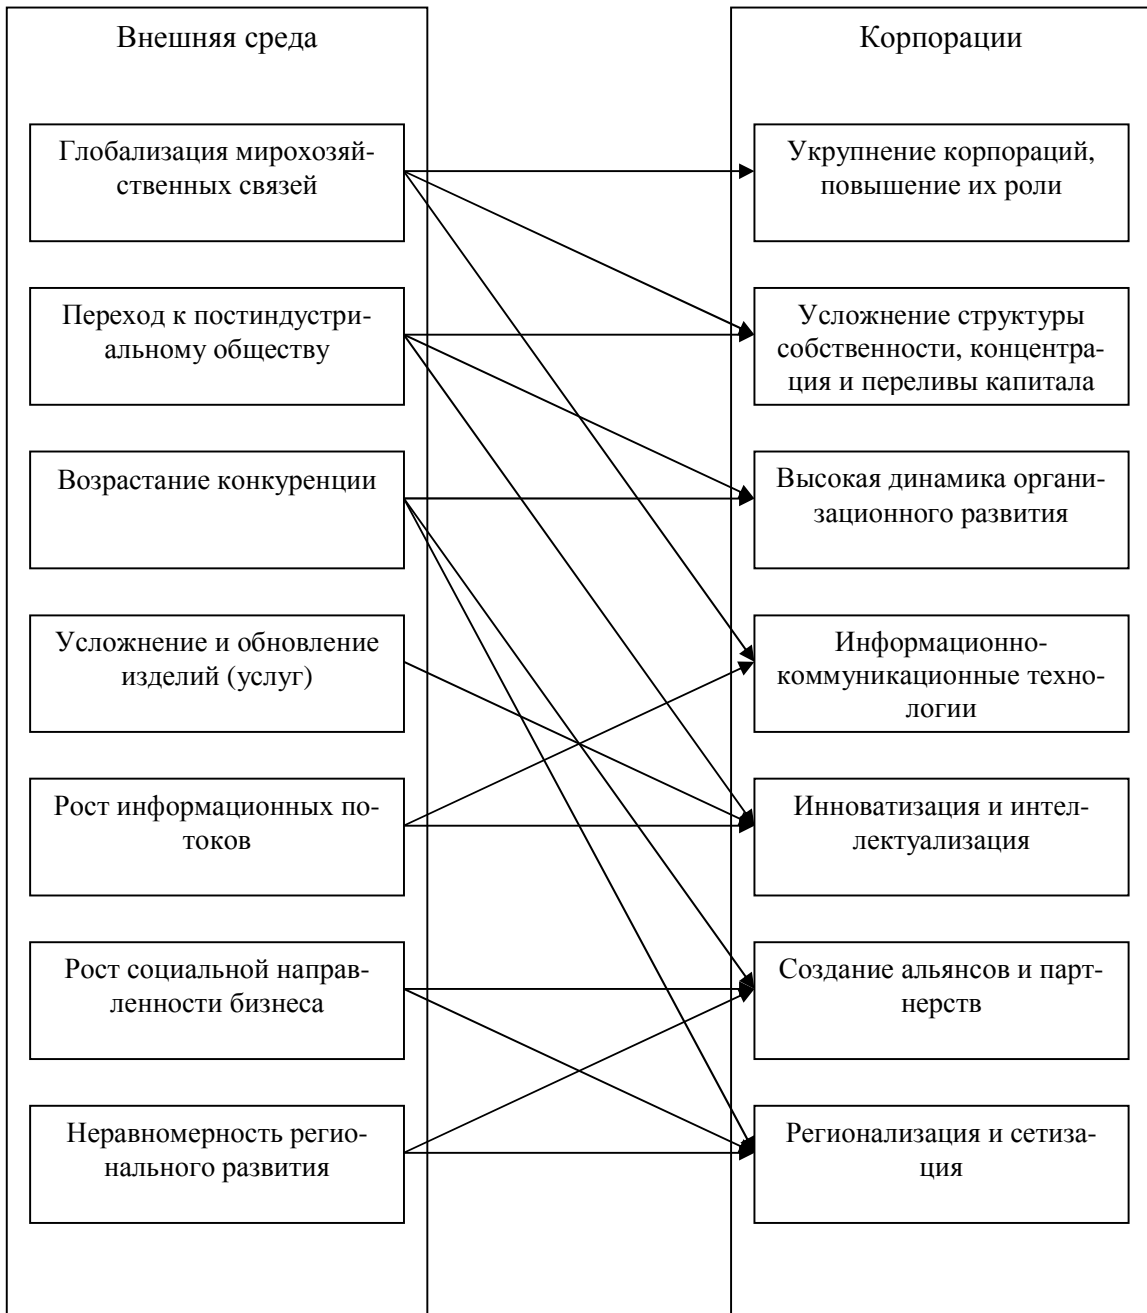 Внешняя среда
Глобализация мирохозяй-
ственных связей
Переход к постиндустри-
альному обществу
Возрастание конкуренции
Усложнение и обновление
изделий (услуг)
Рост информационных по-
токов
Рост социальной направ-
ленности бизнеса
Неравномерность регио-
нального развития
Корпорации
Укрупнение корпораций,
повышение их роли
Усложнение структуры
собственности, концентра-
ция и переливы капитала
Высокая динамика органи-
зационного развития
Информационно-
коммуникационные техно-
логии
Инноватизация и интел-
лектуализация
Создание альянсов и парт-
нерств
Регионализация и сетиза-
ция